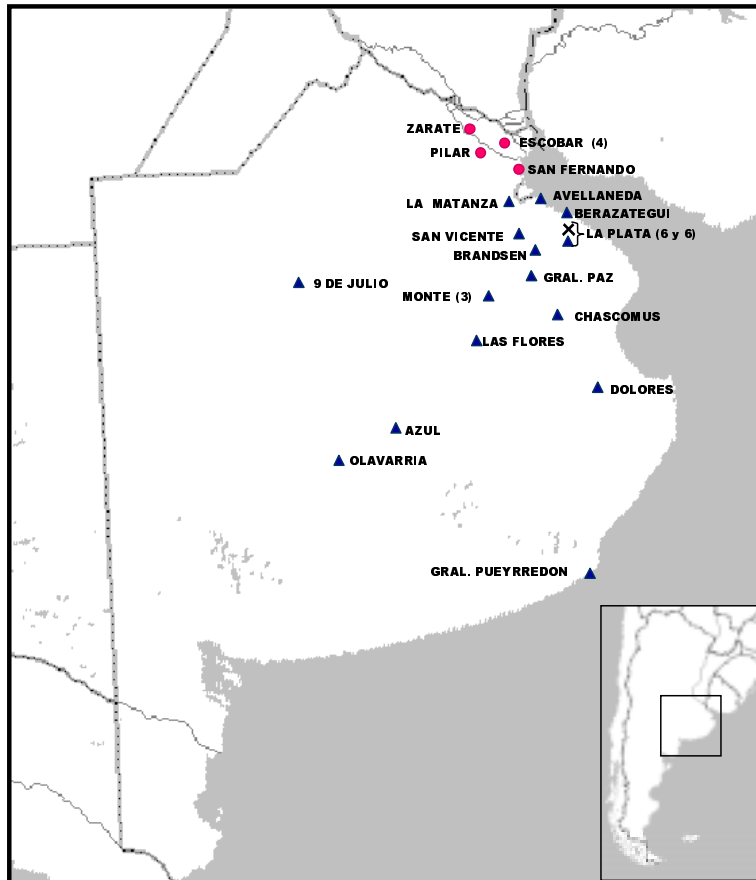 ZARATE
ESCOBAR (4)
PILAR
SAN FERNANDO
LA MATANZA
AVELLANEDA
BERAZATEGUI
SAN VICENTE
LA PLATA (6 y 6)
BRANDSEN
GRAL. PAZ
9 DE JULIO
MONTE (3)
CHASCOMUS
LAS FLORES
DOLORES
AZUL
OLAVARRIA
GRAL. PUEYRREDON